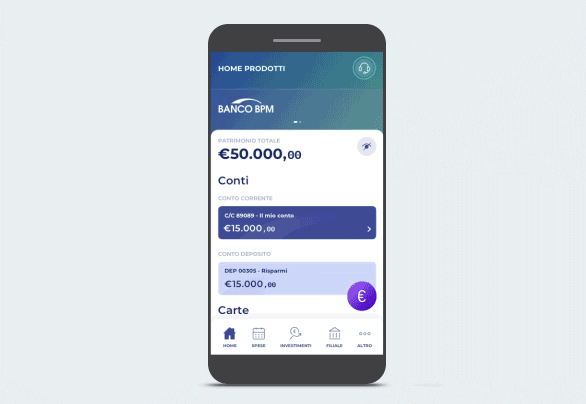 HOME PRODOTTI
BANCO BPM
PATRIMONIO TOTALE
€50.000,00
Conti
CONTO CORRENTE
C/C 89089 - Il mio conto
€15.000,00
CONTO DEPOSITO
DEP 00305 - Risparmi
€15.000,00
€
Carte
HOME SPESE INVESTIMENTI FILIALE ALTRO